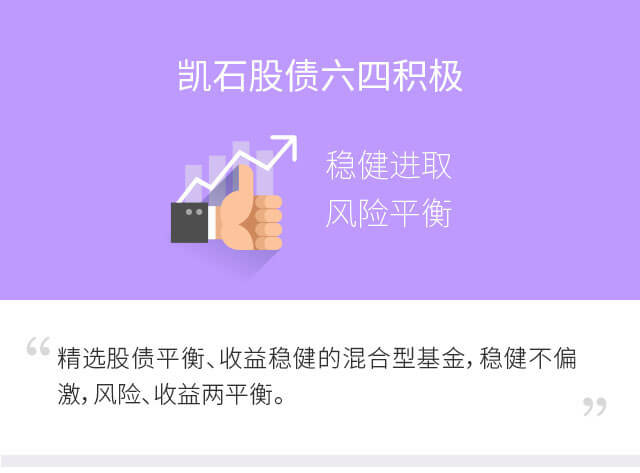 凯石股债六四积极
稳健进取
风险平衡
“精选股债平衡、收益稳健的混合型基金，稳健不偏
激，风险、收益两平衡。”